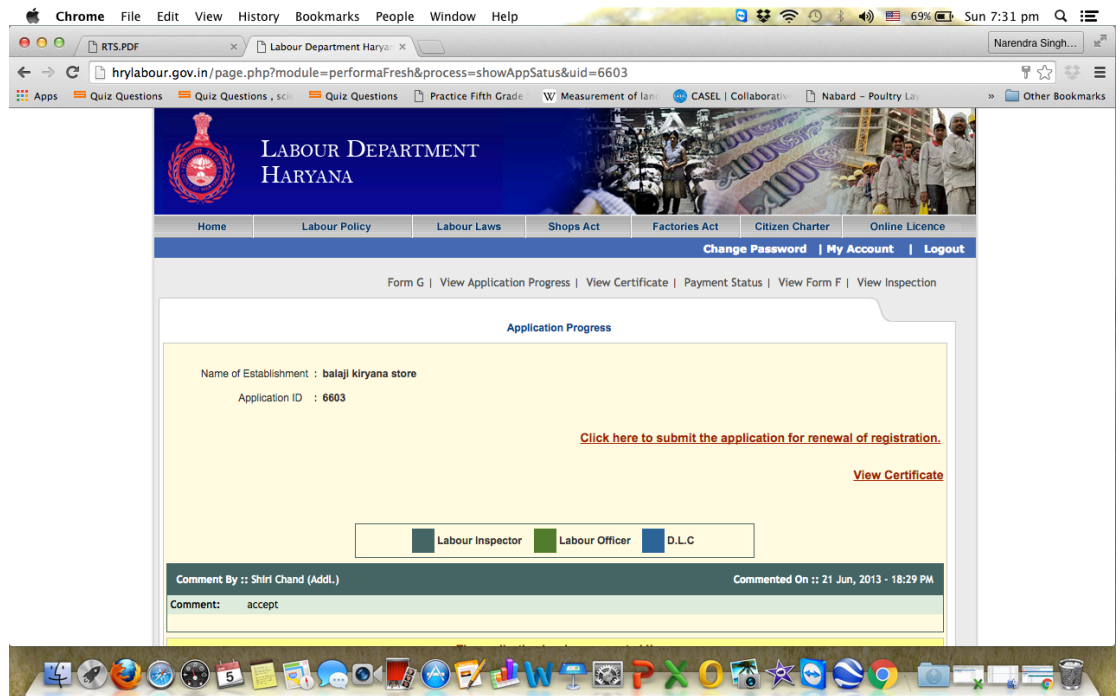 Chrome File Edit View History Bookmarks People Window Help 69% Sun 7:31 pm
RTS.PDF × Labour Department Haryan × Narendra Singh...
hrylabour.gov.in/page.php?module=performaFresh&process=showAppSatus&uid=6603
Apps Quiz Questions Quiz Questions , scie Quiz Questions Practice Fifth Grade Measurement of lan CASEL | Collaborativ Nabard – Poultry Lay » Other Bookmarks
LABOUR DEPARTMENT
HARYANA
Home Labour Policy Labour Laws Shops Act Factories Act Citizen Charter Online Licence
Change Password | My Account | Logout
Form G | View Application Progress | View Certificate | Payment Status | View Form F | View Inspection
Application Progress
Name of Establishment : balaji kiryana store
Application ID : 6603
Click here to submit the application for renewal of registration.
View Certificate
Labour Inspector Labour Officer D.L.C
Comment By :: Shiri Chand (Addl.) Commented On :: 21 Jun, 2013 - 18:29 PM
Comment: accept
5